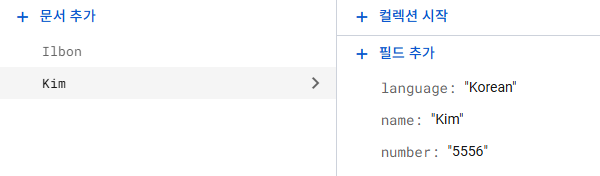 + 문서 추가
Ilbon
Kim
+ 컬렉션 시작
+ 필드 추가
language: "Korean"
name: "Kim"
number: "5556"